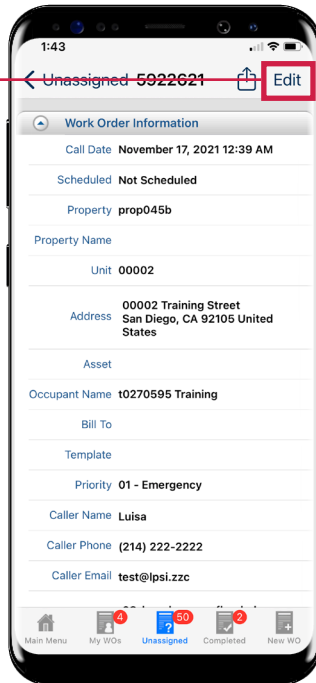 1:43
Unassigned 5922621 Edit
Work Order Information
Call Date November 17, 2021 12:39 AM
Scheduled Not Scheduled
Property prop045b
Property Name
Unit 00002
Address 00002 Training Street
San Diego, CA 92105 United
States
Asset
Occupant Name t0270595 Training
Bill To
Template
Priority 01 - Emergency
Caller Name Luisa
Caller Phone (214) 222-2222
Caller Email test@lpsi.zzc
4 50 2
Main Menu My WOs Unassigned Completed New WO